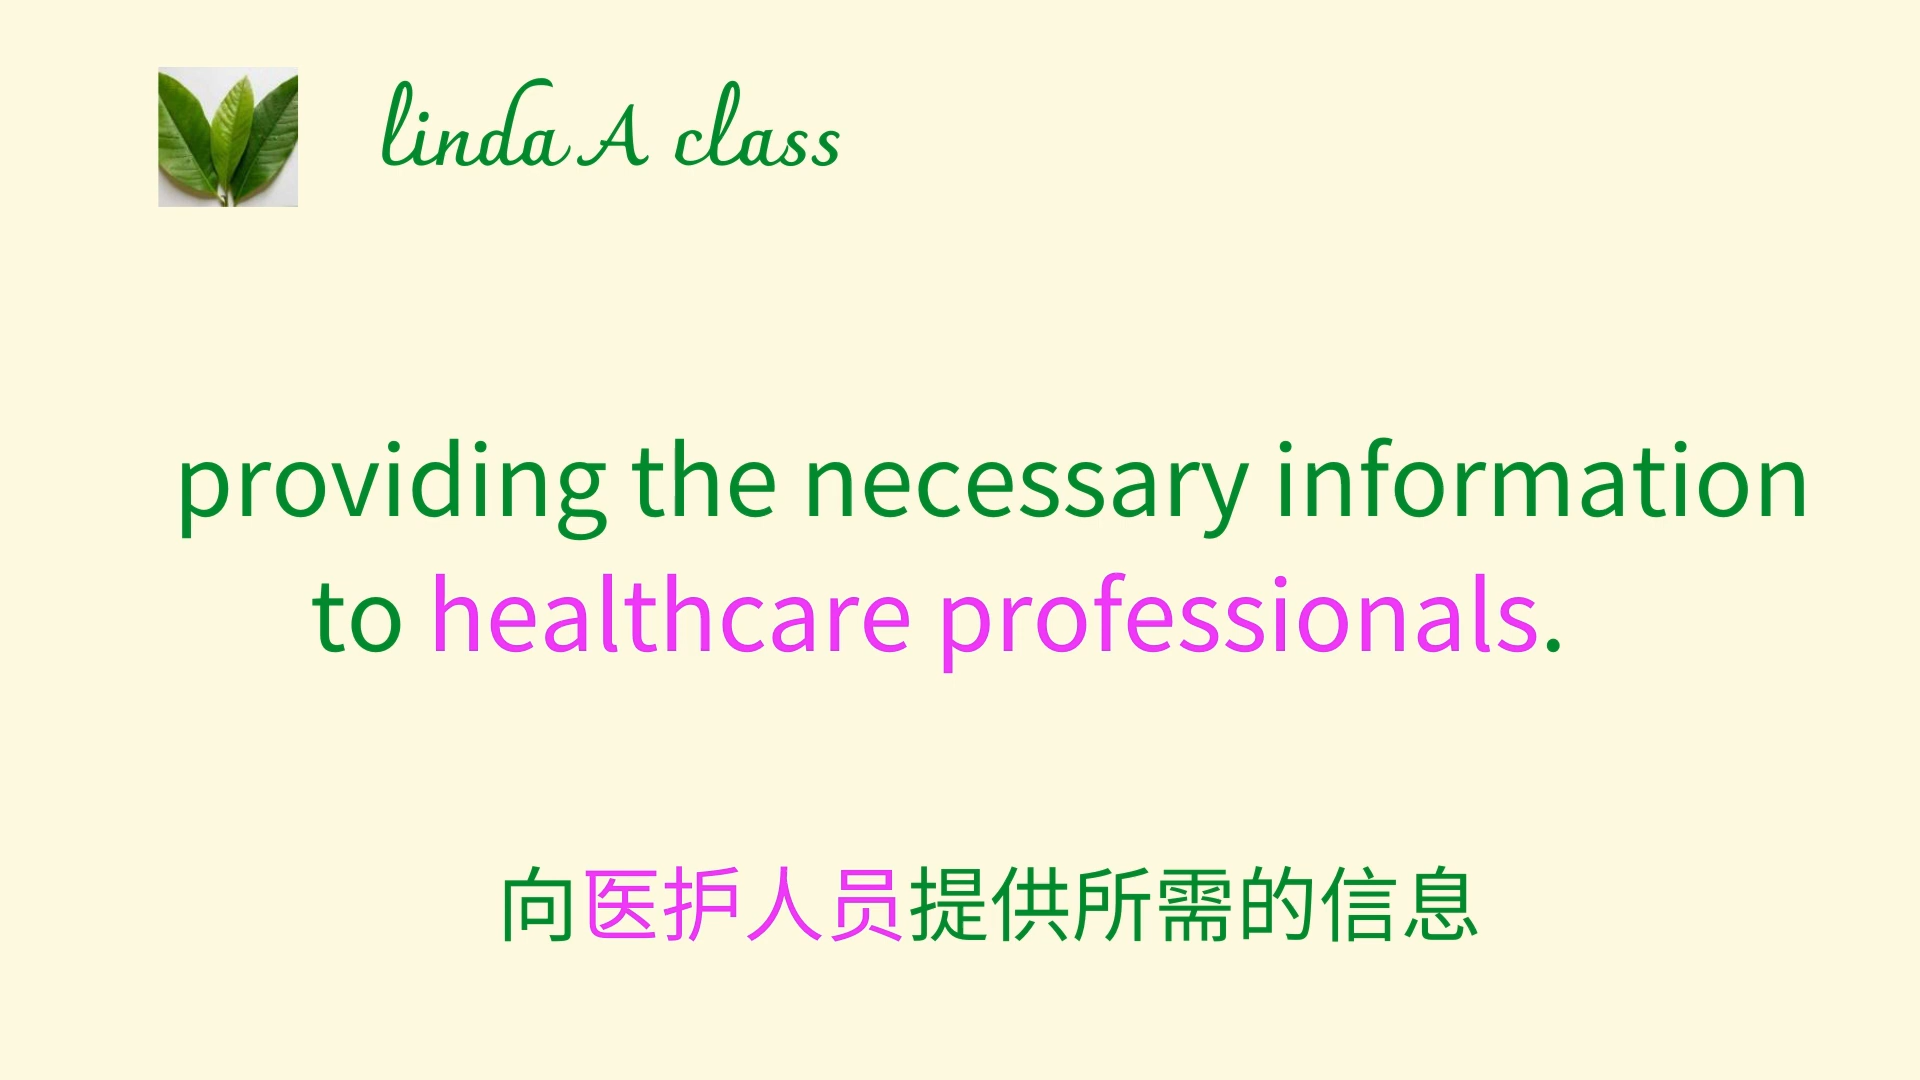 linda A class
providing the necessary information
to healthcare professionals.
向医护人员提供所需的信息